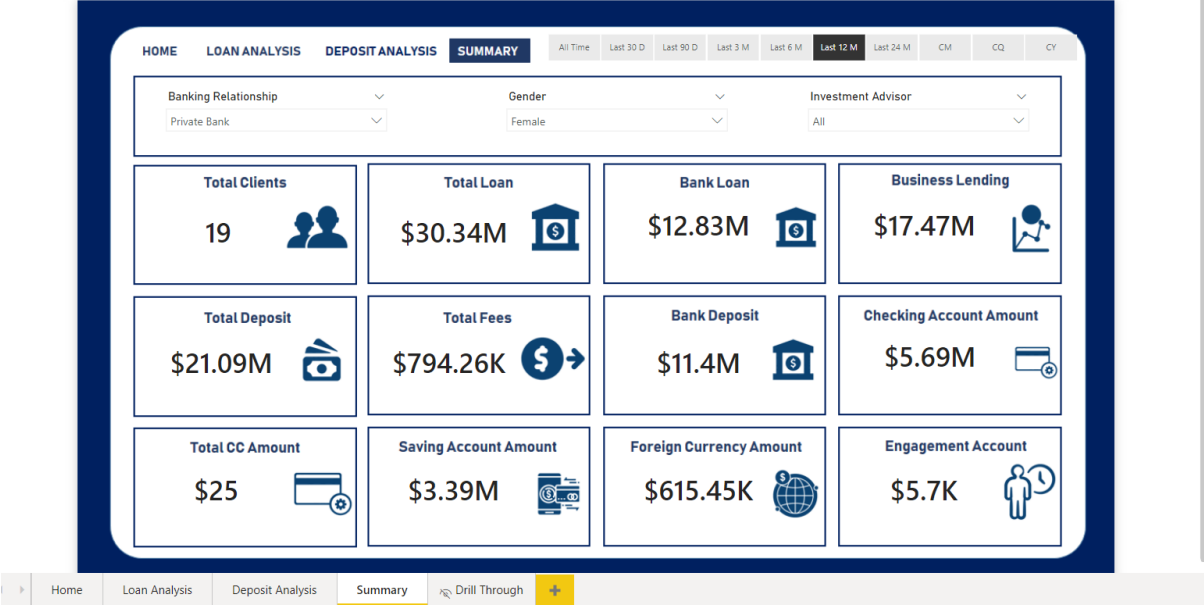 HOME LOAN ANALYSIS DEPOSIT ANALYSIS SUMMARY All Time Last 30 D Last 90 D Last 3 M Last 6 M Last 12 M Last 24 M CM CQ CY
Banking Relationship Gender Investment Advisor
Private Bank Female All
Total Clients Total Loan Bank Loan Business Lending
19 $30.34M $12.83M $17.47M
Total Deposit Total Fees Bank Deposit Checking Account Amount
$21.09M $794.26K $11.4M $5.69M
Total CC Amount Saving Account Amount Foreign Currency Amount Engagement Account
$25 $3.39M $615.45K $5.7K
Home Loan Analysis Deposit Analysis Summary Drill Through +